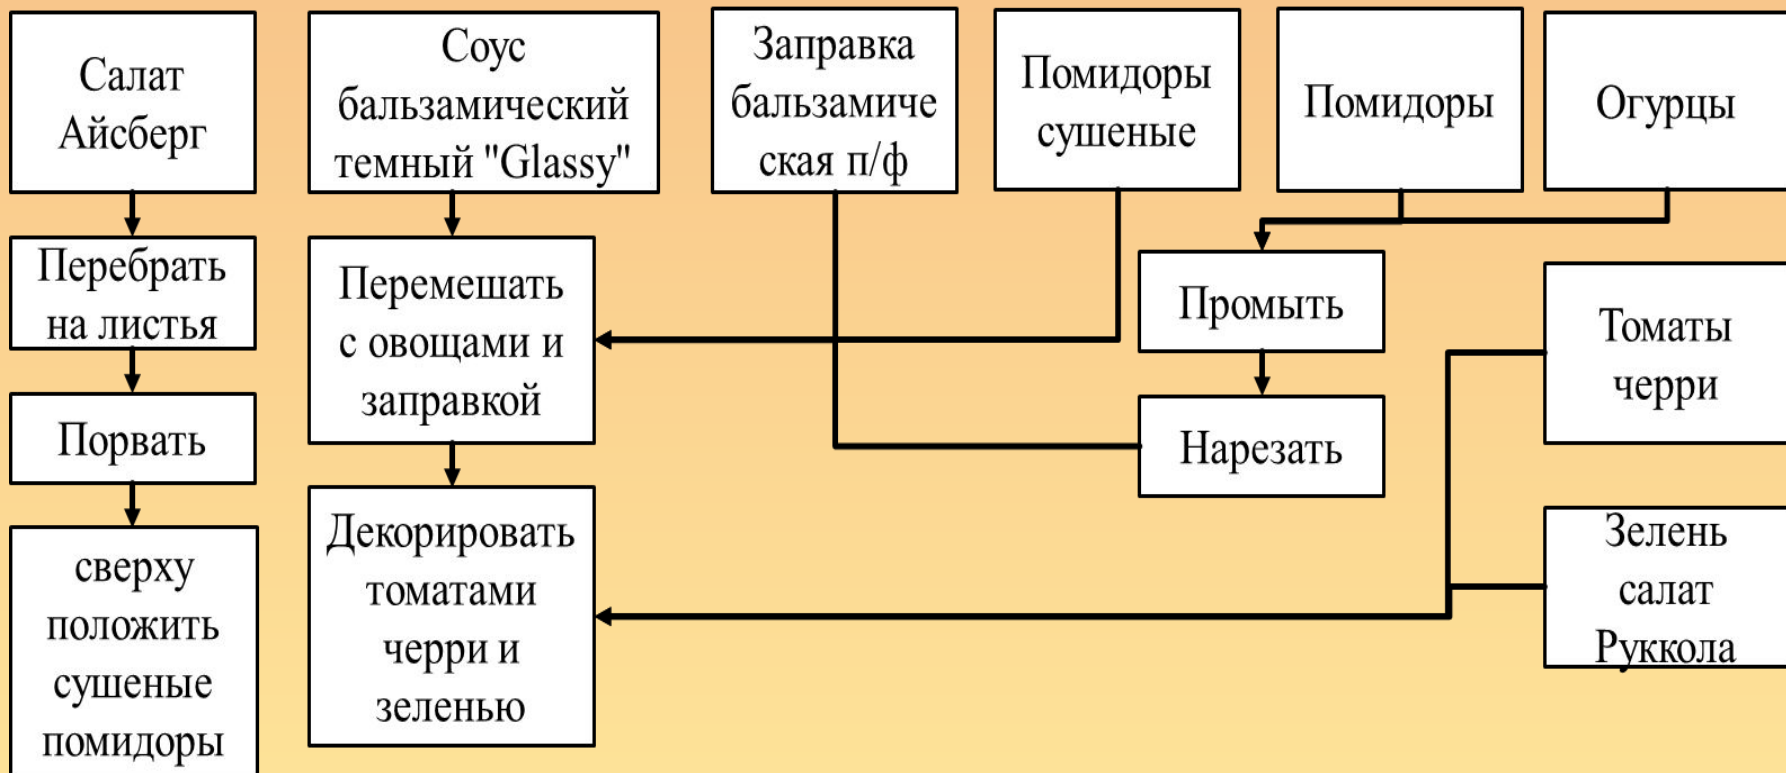 Салат
Айсберг
Соус
бальзамический
темный "Glassy"
Заправка
бальзамиче
ская п/ф
Помидоры
сушеные
Помидоры
Огурцы
Перебрать
на листья
Перемешать
с овощами и
заправкой
Промыть
Томаты
черри
Порвать
Нарезать
сверху
положить
сушеные
помидоры
Декорировать
томатами
черри и
зеленью
Зелень
салат
Руккола